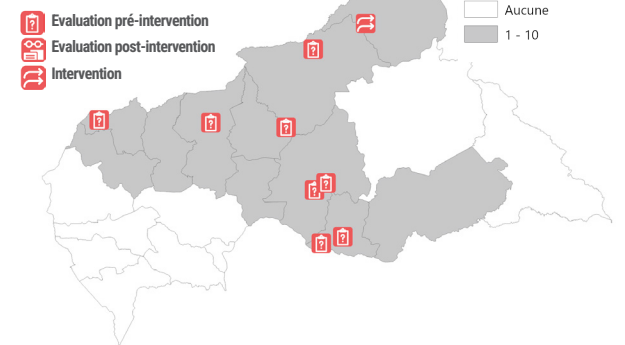 Evaluation pré-intervention
Evaluation post-intervention
Intervention
Aucune
1 - 10